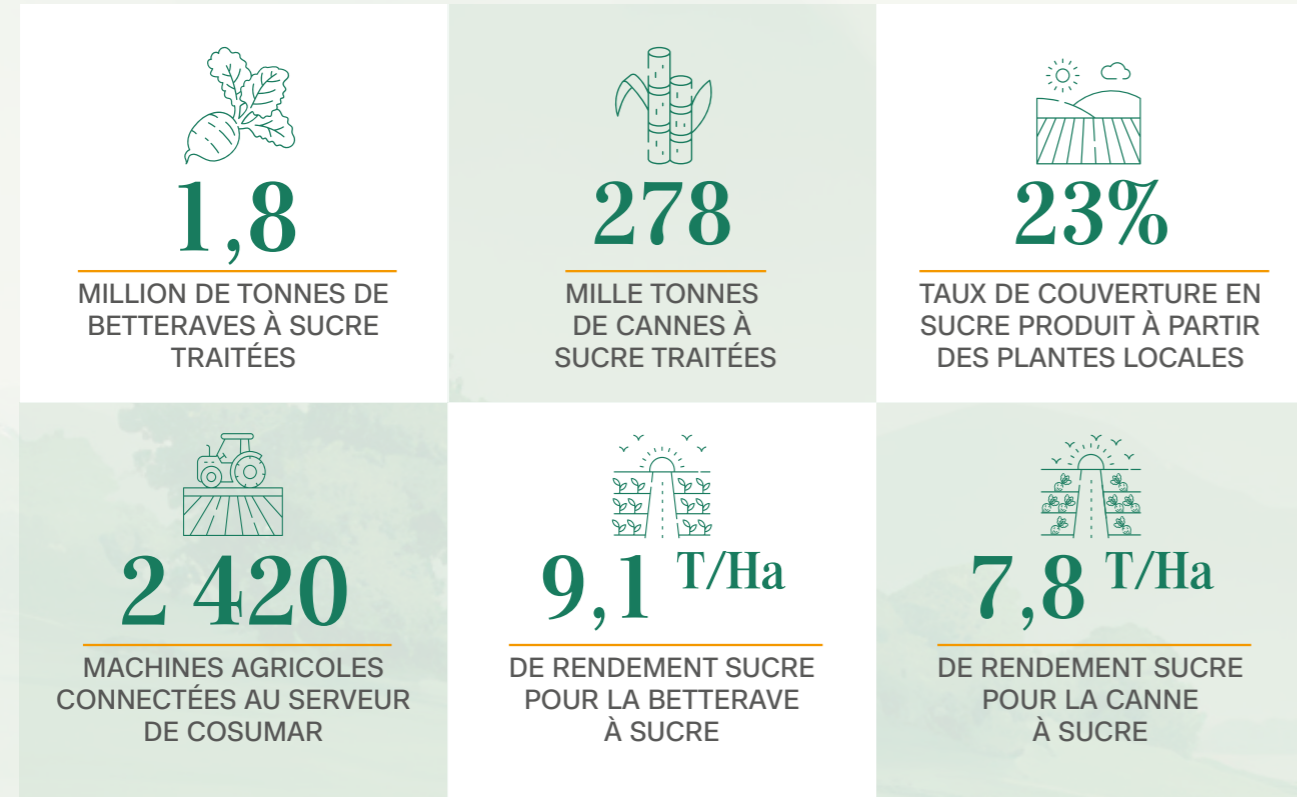 1,8
MILLION DE TONNES DE
BETTERAVES À SUCRE
TRAITÉES
278
MILLE TONNES
DE CANNES À
SUCRE TRAITÉES
23%
TAUX DE COUVERTURE EN
SUCRE PRODUIT À PARTIR
DES PLANTES LOCALES
2 420
MACHINES AGRICOLES
CONNECTÉES AU SERVEUR
DE COSUMAR
9,1 T/Ha
DE RENDEMENT SUCRE
POUR LA BETTERAVE
À SUCRE
7,8 T/Ha
DE RENDEMENT SUCRE
POUR LA CANNE
À SUCRE